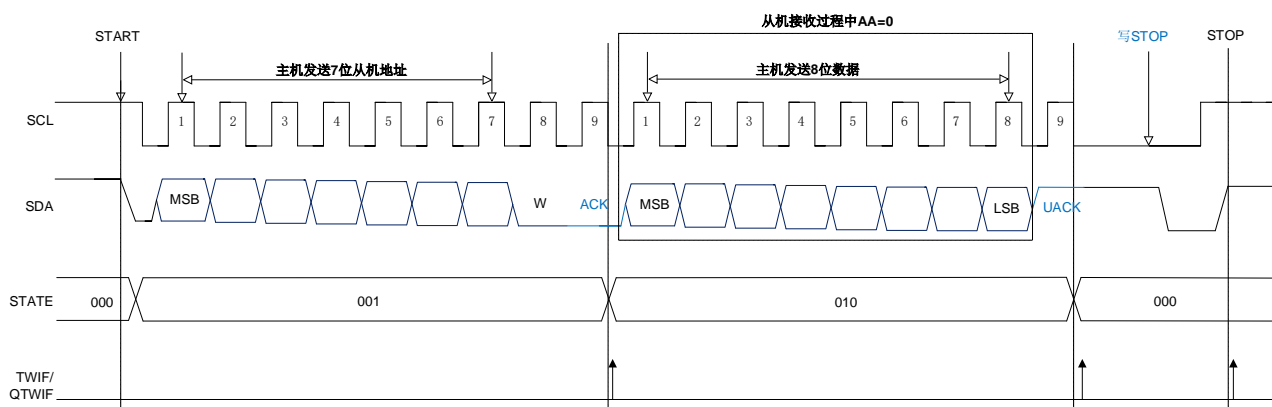 从机接收过程中AA=0
START
写STOP
STOP
主机发送7位从机地址
主机发送8位数据
SCL
1 2 3 4 5 6 7 8 9 1 2 3 4 5 6 7 8 9
SDA
MSB W ACK MSB LSB UACK
STATE
000 001 010 000
TWIF/
QTWIF